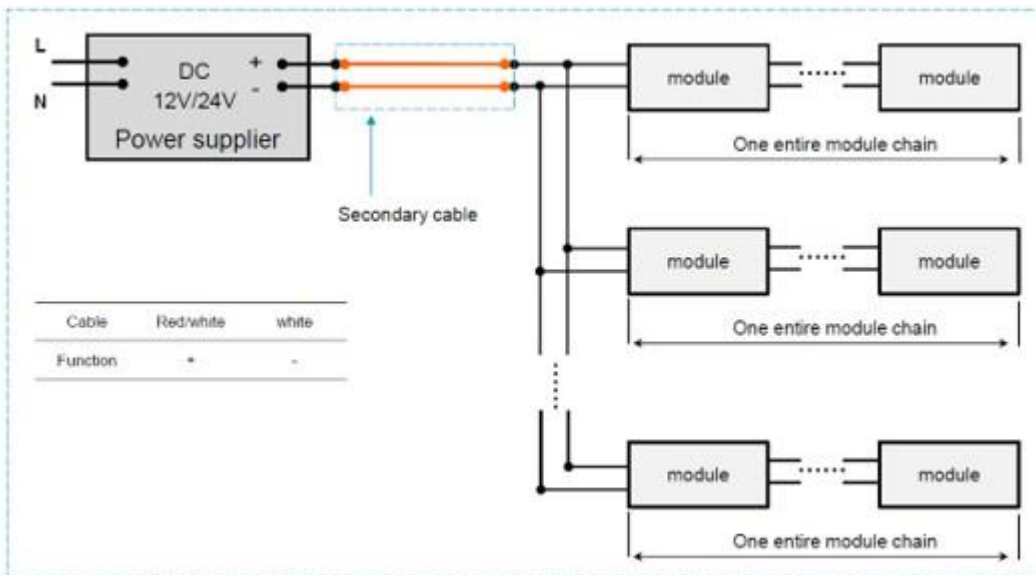 L
N
DC
12V/24V
Power supplier
+
-
Secondary cable
module
module
One entire module chain
module
module
One entire module chain
module
module
One entire module chain
Cable Red/white white
Function + -